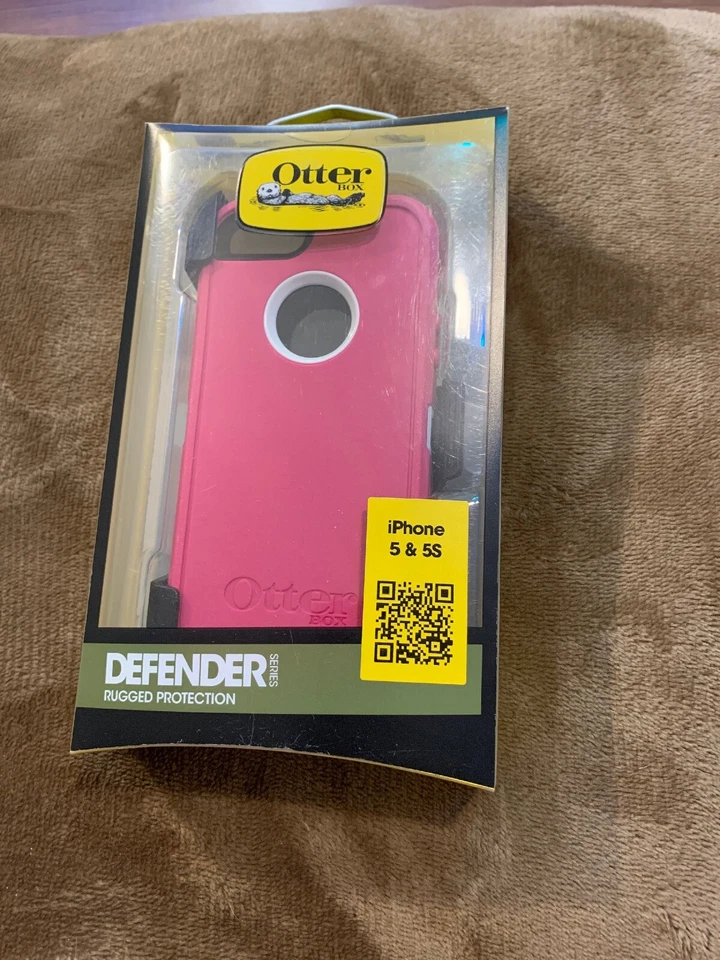 Otter
BOX
iPhone
5 & 5S
Otter
BOX
DEFENDER SERIES
RUGGED PROTECTION